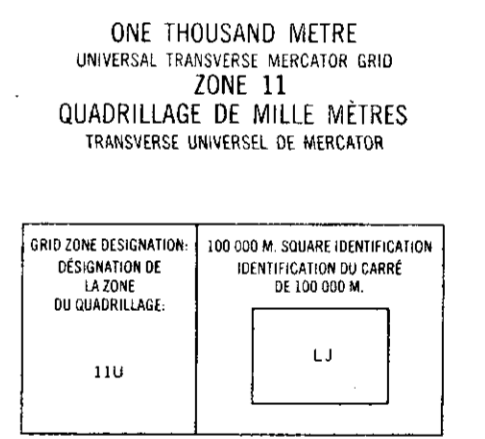 ONE THOUSAND METRE
UNIVERSAL TRANSVERSE MERCATOR GRID
ZONE 11
QUADRILLAGE DE MILLE MÈTRES
TRANSVERSE UNIVERSEL DE MERCATOR
GRID ZONE DESIGNATION:
DÉSIGNATION DE
LA ZONE
DU QUADRILLAGE:
11U
100 000 M. SQUARE IDENTIFICATION
IDENTIFICATION DU CARRÉ
DE 100 000 M.
LJ